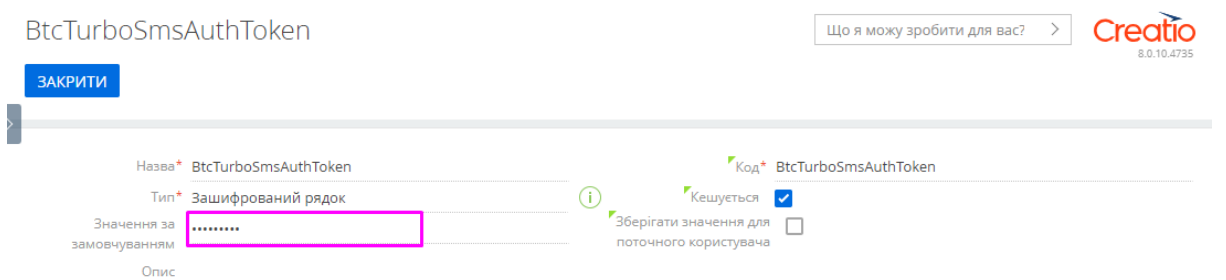 BtcTurboSmsAuthToken
Що я можу зробити для вас? >
Creatio
8.0.10.4735
ЗАКРИТИ
Назва* BtcTurboSmsAuthToken
Код* BtcTurboSmsAuthToken
Тип* Зашифрований рядок
Кешується
Значення за замовчуванням •••••••••
Зберігати значення для поточного користувача
Опис